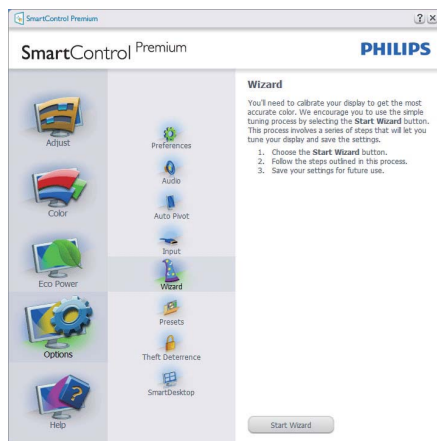 SmartControl Premium
SmartControl Premium
PHILIPS
Adjust
Color
Eco Power
Options
Help
Preferences
Audio
Auto Pivot
Input
Wizard
Presets
Theft Deterrence
SmartDesktop
Wizard
You'll need to calibrate your display to get the most
accurate color. We encourage you to use the simple
tuning process by selecting the Start Wizard button.
This process involves a series of steps that will let you
tune your display and save the settings.
1. Choose the Start Wizard button.
2. Follow the steps outlined in this process.
3. Save your settings for future use.
Start Wizard